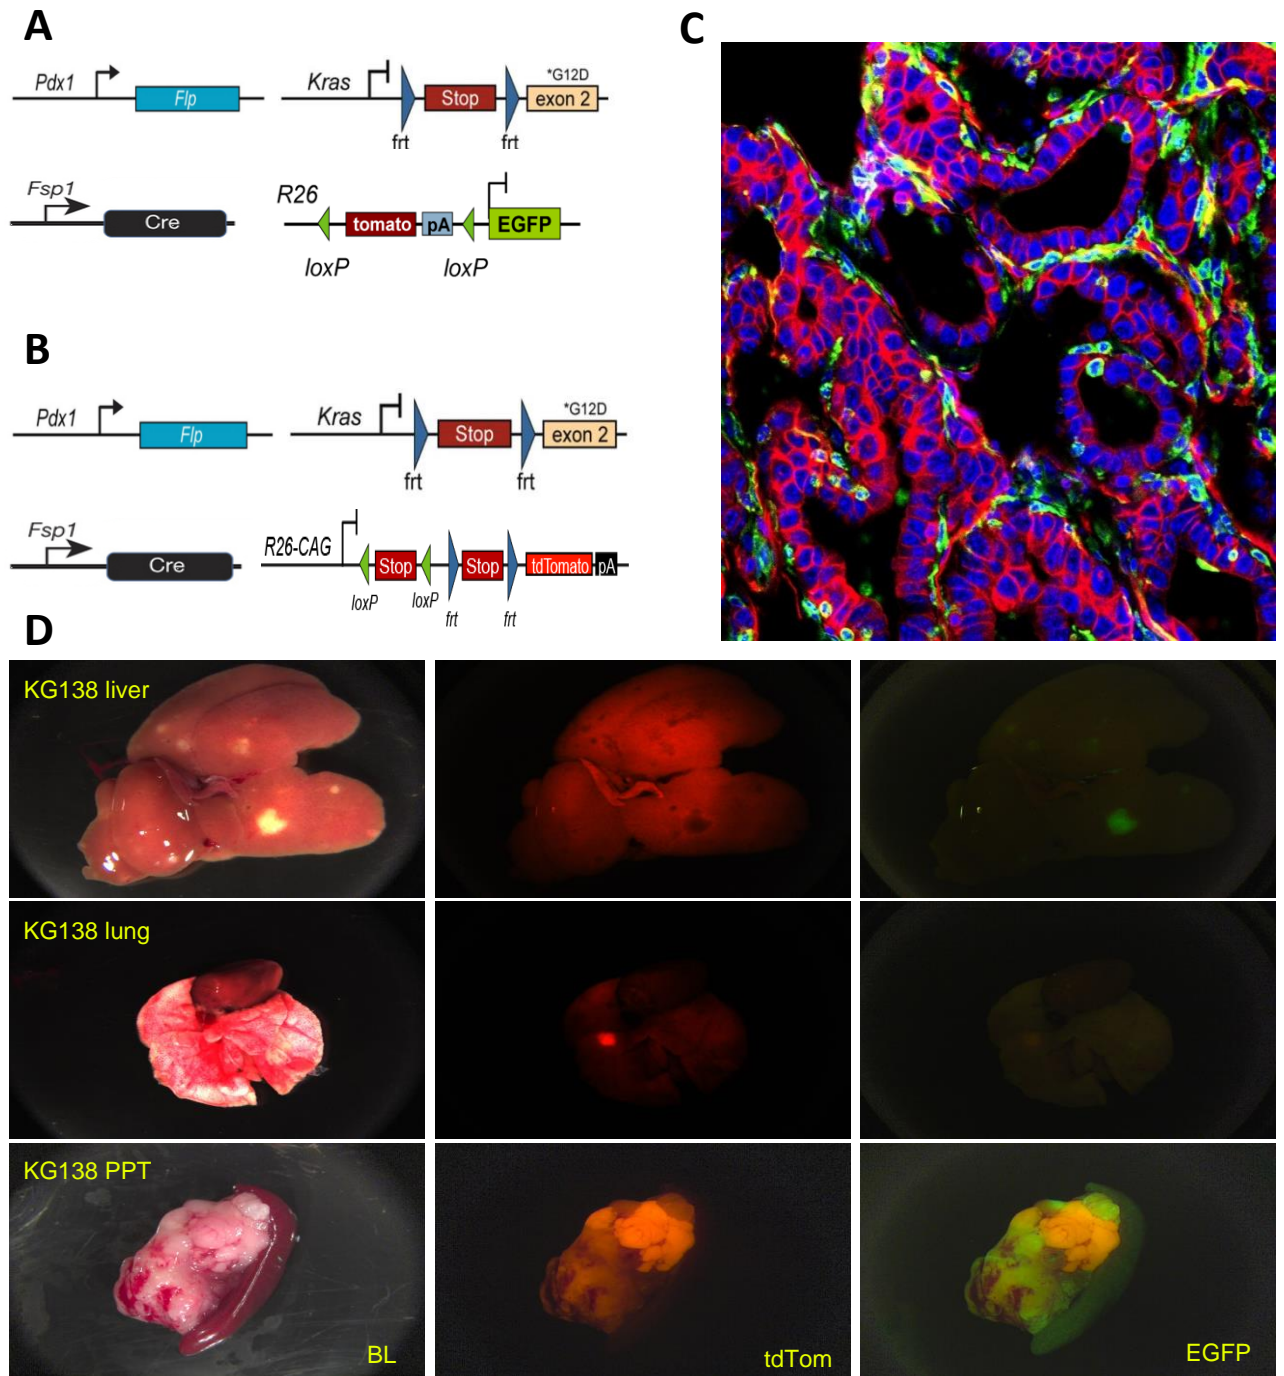 A
Pdx1
Flp
Kras
Stop
*G12D
exon 2
frt
frt
Fsp1
Cre
R26
tomato
pA
EGFP
loxP
loxP
B
Pdx1
Flp
Kras
Stop
*G12D
exon 2
frt
frt
Fsp1
Cre
R26-CAG
Stop
Stop
tdTomato
pA
loxP
loxP
frt
frt
C
D
KG138 liver
KG138 lung
KG138 PPT
BL
tdTom
EGFP